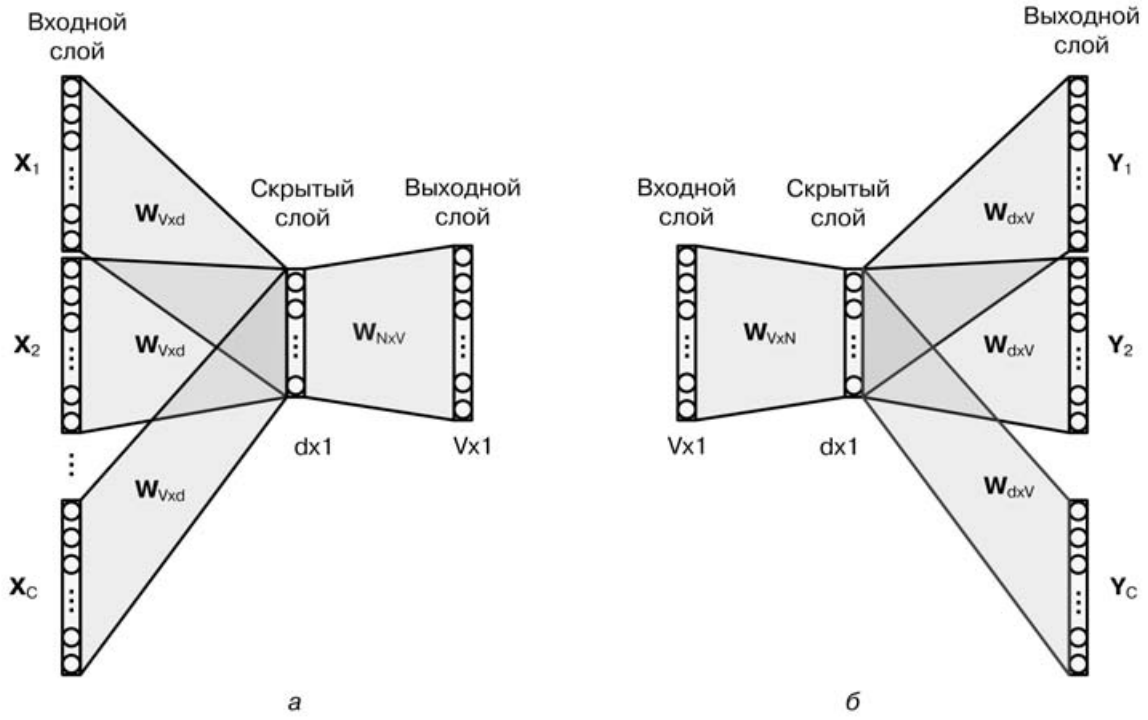 Входной
слой
X1
WVxd
X2
WVxd
XC
WVxd
Скрытый
слой
dx1
WNxV
Выходной
слой
Vx1
а
Входной
слой
Vx1
WVxN
Скрытый
слой
dx1
Выходной
слой
WdxV
Y1
WdxV
Y2
WdxV
YC
б